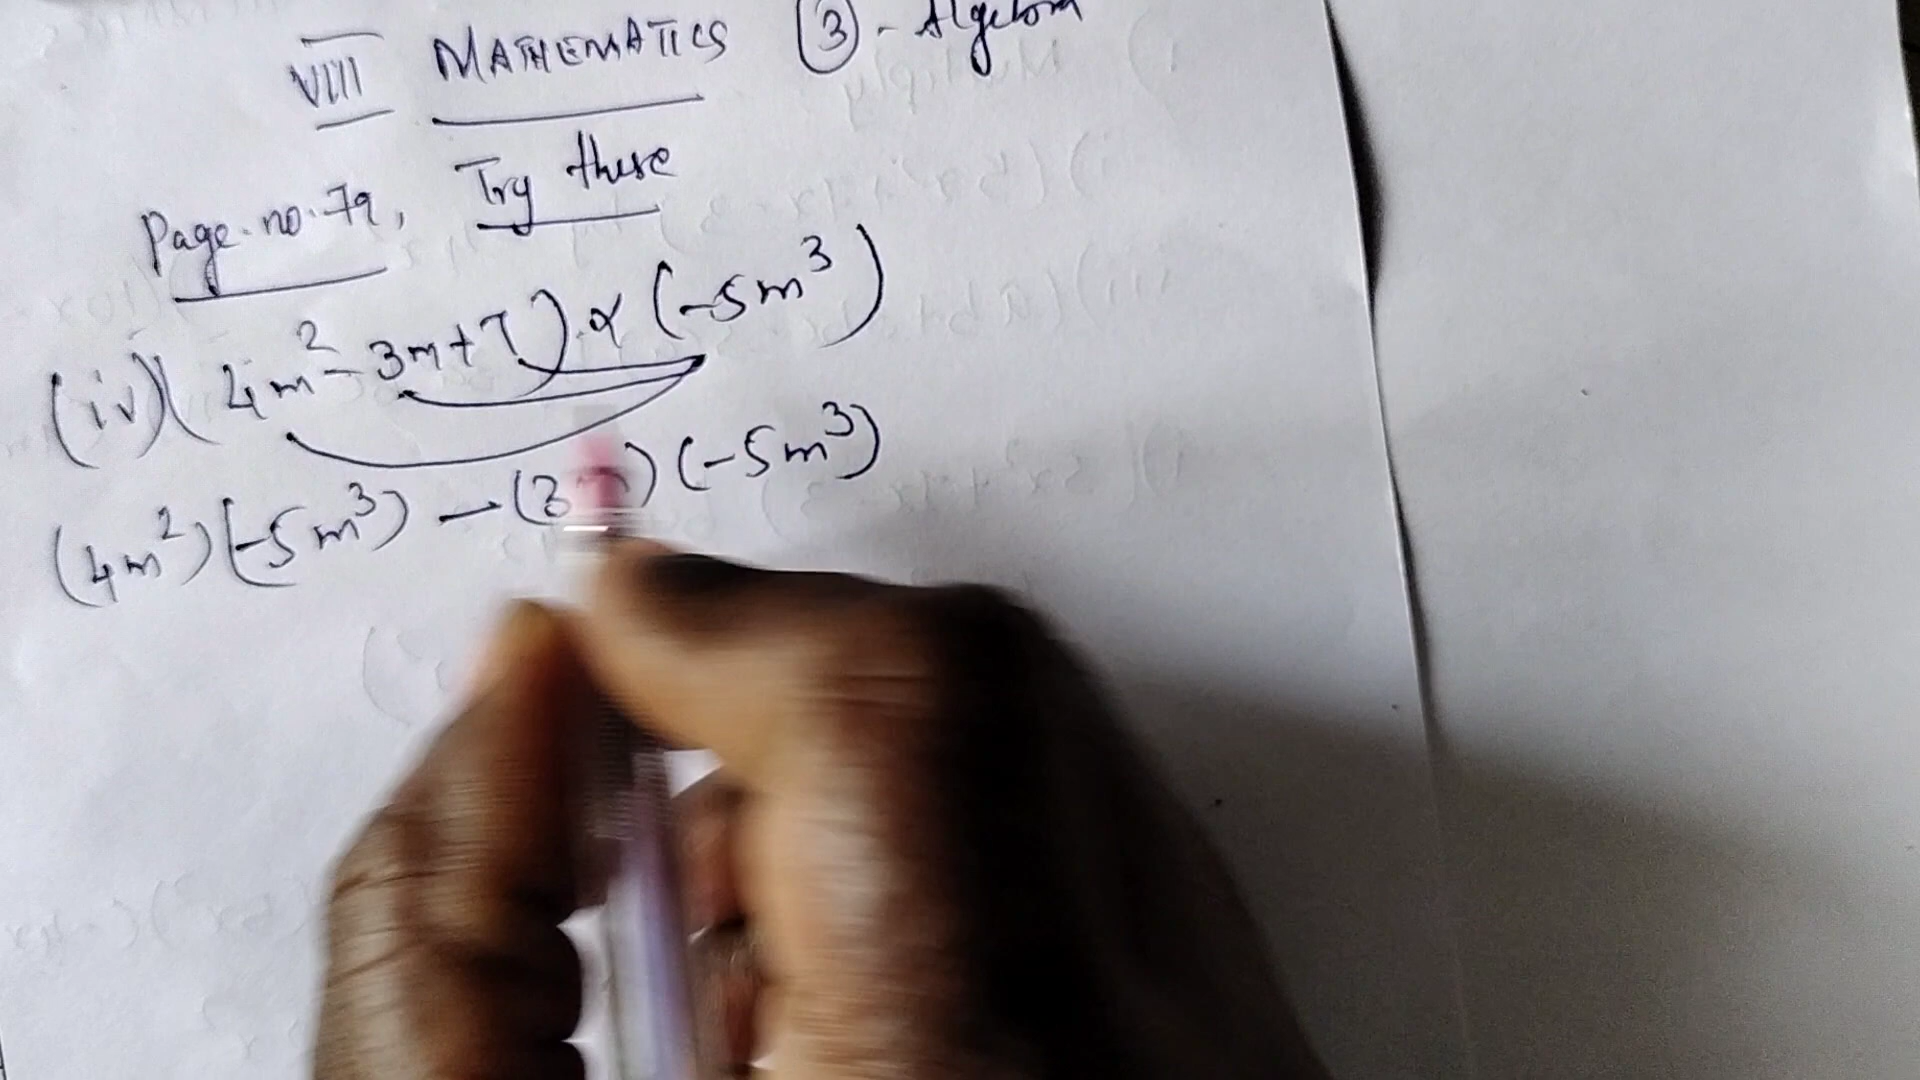 VIII MATHEMATICS (3) - Algebra
Page. no. 79, Try these
(iv) (4m² - 3m + 7) × (-5m³)
(4m²) (-5m³) - (3m) (-5m³)